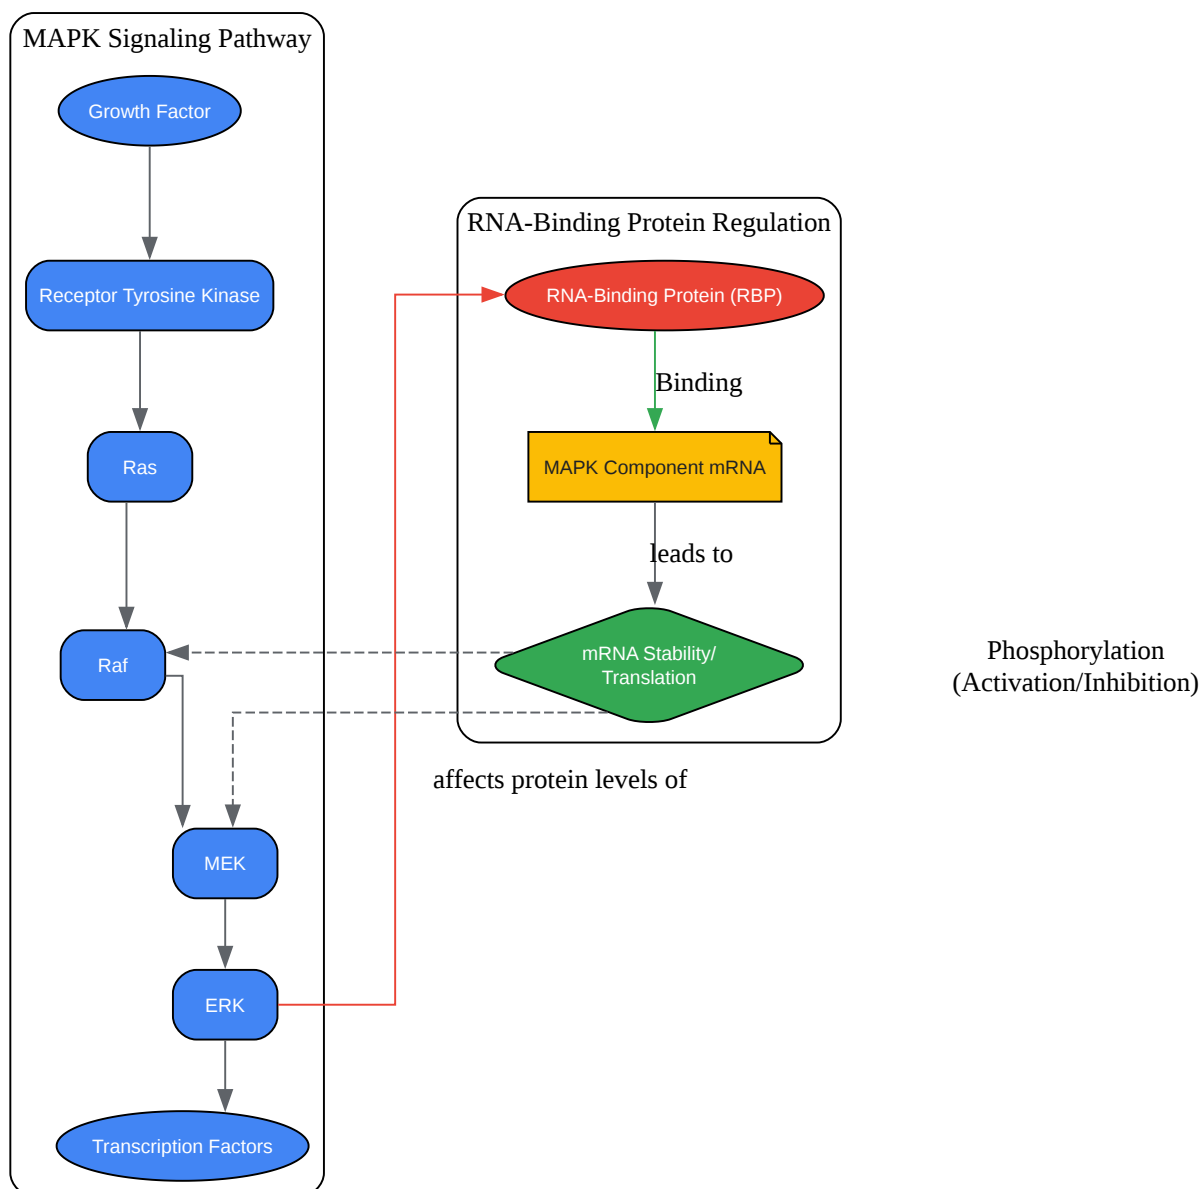 MAPK Signaling Pathway
Growth Factor
Receptor Tyrosine Kinase
Ras
Raf
MEK
ERK
Transcription Factors
RNA-Binding Protein Regulation
RNA-Binding Protein (RBP)
Binding
MAPK Component mRNA
leads to
mRNA Stability/
Translation
affects protein levels of
Phosphorylation
(Activation/Inhibition)